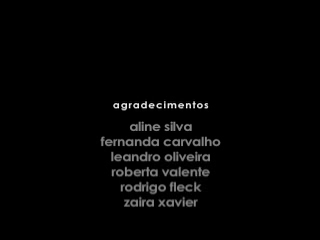 agradecimentos
aline silva
fernanda carvalho
leandro oliveira
roberta valente
rodrigo fleck
zaira xavier